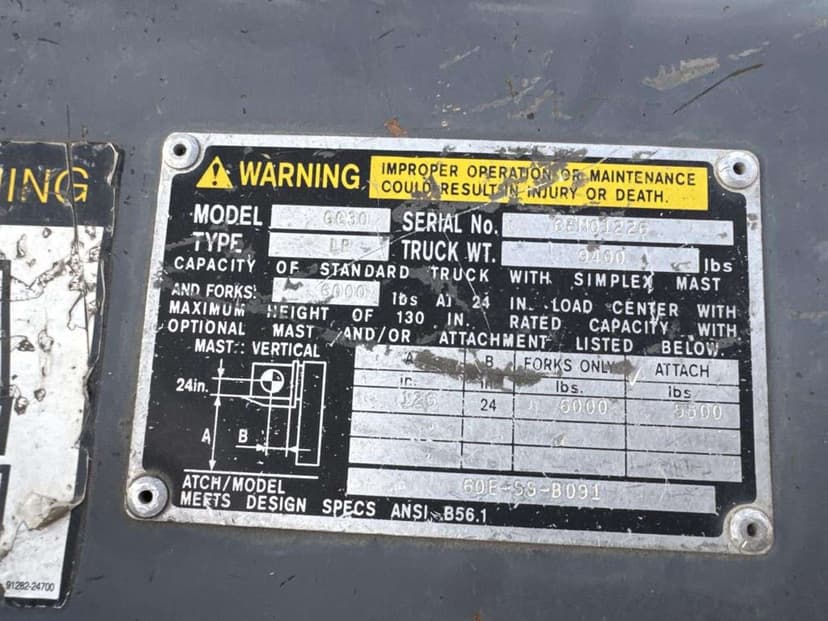 NING
WARNING IMPROPER OPERATION OR MAINTENANCE
COULD RESULT IN INJURY OR DEATH.
MODEL SERIAL No.
TYPE LP TRUCK WT. 9400 lbs
CAPACITY OF STANDARD TRUCK WITH SIMPLEX MAST
AND FORKS: 6000 lbs AT 24 IN. LOAD CENTER WITH
MAXIMUM HEIGHT OF 130 IN. RATED CAPACITY WITH
OPTIONAL MAST AND/OR ATTACHMENT LISTED BELOW.
MAST: VERTICAL
A B FORKS ONLY ATTACH
in. in. lbs. lbs
24in.
126 24 6000 5500
A B
ATCH/MODEL 60E-SS-B091
MEETS DESIGN SPECS ANSI B56.1
91282-24700